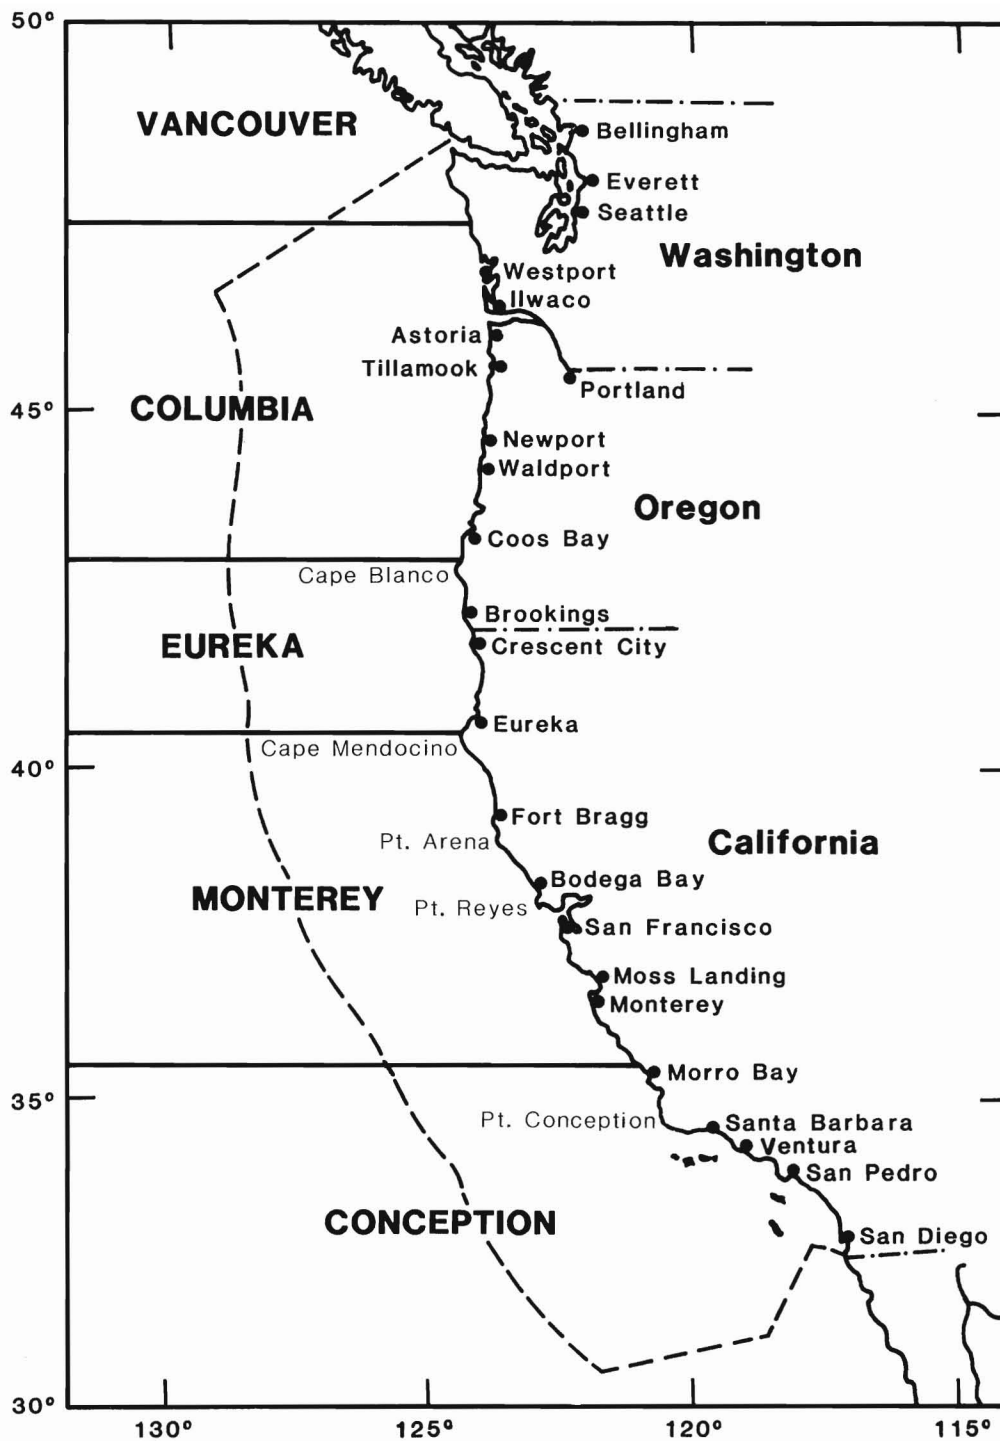 50°
VANCOUVER
Bellingham
Everett
Seattle
Washington
Westport
Ilwaco
Astoria
Tillamook
Portland
45°
COLUMBIA
Newport
Waldport
Oregon
Coos Bay
Cape Blanco
Brookings
EUREKA
Crescent City
Eureka
Cape Mendocino
40°
Fort Bragg
Pt. Arena
California
Bodega Bay
MONTEREY
Pt. Reyes
San Francisco
Moss Landing
Monterey
Morro Bay
35°
Pt. Conception
Santa Barbara
Ventura
San Pedro
CONCEPTION
San Diego
30°
130° 125° 120° 115°